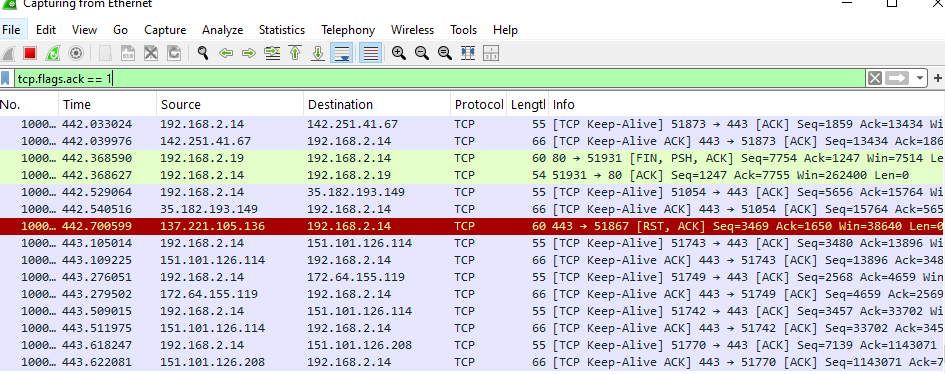 Capturing from Ethernet
File Edit View Go Capture Analyze Statistics Telephony Wireless Tools Help
tcp.flags.ack == 1
No. Time Source Destination Protocol Lengtl Info
1000… 442.033024 192.168.2.14 142.251.41.67 TCP 55 [TCP Keep-Alive] 51873 → 443 [ACK] Seq=1859 Ack=13434 Wi
1000… 442.039976 142.251.41.67 192.168.2.14 TCP 66 [TCP Keep-Alive ACK] 443 → 51873 [ACK] Seq=13434 Ack=186
1000… 442.368590 192.168.2.19 192.168.2.14 TCP 60 80 → 51931 [FIN, PSH, ACK] Seq=7754 Ack=1247 Win=7514 Le
1000… 442.368627 192.168.2.14 192.168.2.19 TCP 54 51931 → 80 [ACK] Seq=1247 Ack=7755 Win=262400 Len=0
1000… 442.529064 192.168.2.14 35.182.193.149 TCP 55 [TCP Keep-Alive] 51054 → 443 [ACK] Seq=5656 Ack=15764 Wi
1000… 442.540516 35.182.193.149 192.168.2.14 TCP 66 [TCP Keep-Alive ACK] 443 → 51054 [ACK] Seq=15764 Ack=565
1000… 442.700599 137.221.105.136 192.168.2.14 TCP 60 443 → 51867 [RST, ACK] Seq=3469 Ack=1650 Win=38640 Len=0
1000… 443.105014 192.168.2.14 151.101.126.114 TCP 55 [TCP Keep-Alive] 51743 → 443 [ACK] Seq=3480 Ack=13896 Wi
1000… 443.109225 151.101.126.114 192.168.2.14 TCP 66 [TCP Keep-Alive ACK] 443 → 51743 [ACK] Seq=13896 Ack=348
1000… 443.276051 192.168.2.14 172.64.155.119 TCP 55 [TCP Keep-Alive] 51749 → 443 [ACK] Seq=2568 Ack=4659 Win
1000… 443.279502 172.64.155.119 192.168.2.14 TCP 66 [TCP Keep-Alive ACK] 443 → 51749 [ACK] Seq=4659 Ack=2569
1000… 443.509015 192.168.2.14 151.101.126.114 TCP 55 [TCP Keep-Alive] 51742 → 443 [ACK] Seq=3457 Ack=33702 Wi
1000… 443.511975 151.101.126.114 192.168.2.14 TCP 66 [TCP Keep-Alive ACK] 443 → 51742 [ACK] Seq=33702 Ack=345
1000… 443.618247 192.168.2.14 151.101.126.208 TCP 55 [TCP Keep-Alive] 51770 → 443 [ACK] Seq=7139 Ack=1143071
1000… 443.622081 151.101.126.208 192.168.2.14 TCP 66 [TCP Keep-Alive ACK] 443 → 51770 [ACK] Seq=1143071 Ack=7